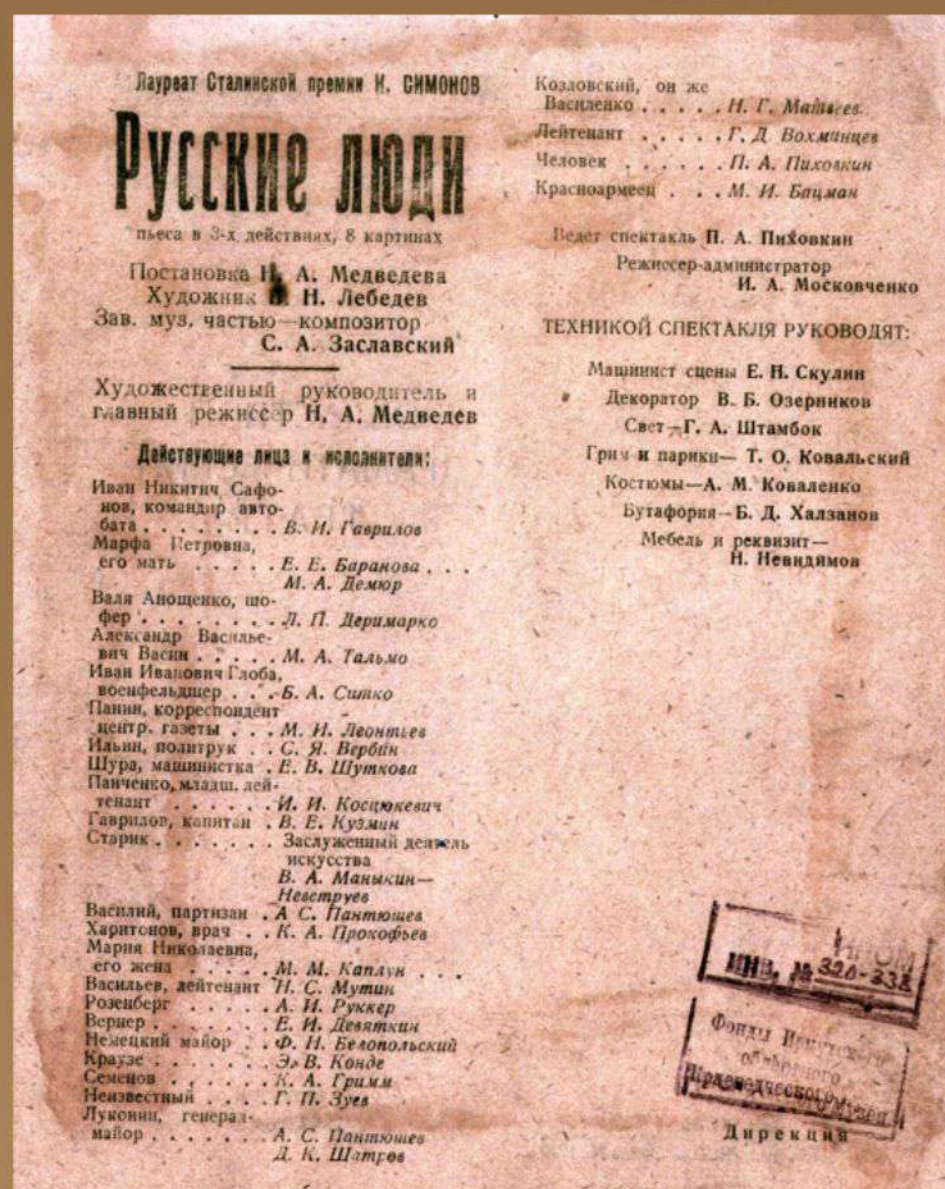 Лауреат Сталинской премии К. СИМОНОВ
Русские люди
пьеса в 3-х действиях, 8 картинах
Постановка Н. А. Медведева
Художник Н. Лебедев
Зав. муз. частью—композитор
С. А. Заславский
Художественный руководитель и
главный режиссер Н. А. Медведев
Действующие лица и исполнители:
Иван Никитич Сафо-
нов, командир авто-
бата . . . . . . . . В. И. Гаврилов
Марфа Петровна,
его мать . . . . . Е. Е. Баранова . . .
М. А. Демюр
Валя Анощенко, шо-
фер . . . . . . . . Л. П. Деримарко
Александр Василье-
вич Васин . . . . . М. А. Тальмо
Иван Иванович Глоба,
военфельдшер . . . Б. А. Ситко
Панин, корреспондент
центр. газеты . . . М. И. Леонтьев
Ильин, политрук . . С. Я. Вербин
Шура, машинистка . Е. В. Шуткова
Панченко, младш. лей-
тенант . . . . . . И. И. Косцюкевич
Гаврилов, капитан . В. Е. Кузмин
Старик . . . . . . . Заслуженный деятель
искусства
В. А. Маныкин—
Невструев
Василий, партизан . А С. Пантюшев
Харитонов, врач . . К. А. Прокофьев
Мария Николаевна,
его жена . . . . . М. М. Каплун . . .
Васильев, лейтенант Н. С. Мутин
Розенберг . . . . . А. И. Руккер
Вернер . . . . . . . Е. И. Девяткин
Немецкий майор . . Ф. Н. Белопольский
Краузе . . . . . . . Э. В. Конде
Семенов . . . . . . К. А. Гримм
Неизвестный . . . . Г. П. Зуев
Луконин, генерал-
майор . . . . . . . А. С. Пантюшев
Д. К. Шатров
Козловский, он же
Василенко . . . . . Н. Г. Матвеев
Лейтенант . . . . . Г. Д. Вохминцев
Человек . . . . . . П. А. Пиховкин
Красноармеец . . . М. И. Бацман
Ведет спектакль П. А. Пиховкин
Режиссер-администратор
И. А. Московченко
ТЕХНИКОЙ СПЕКТАКЛЯ РУКОВОДЯТ:
Машинист сцены Е. Н. Скулин
Декоратор В. Б. Озерников
Свет—Г. А. Штамбок
Грим и парики— Т. О. Ковальский
Костюмы—А. М. Коваленко
Бутафория—Б. Д. Халзанов
Мебель и реквизит—
Н. Невидимов
ИНВ. № 320-338
Фонды Иркутского
областного
Краеведческого музея
Дирекция